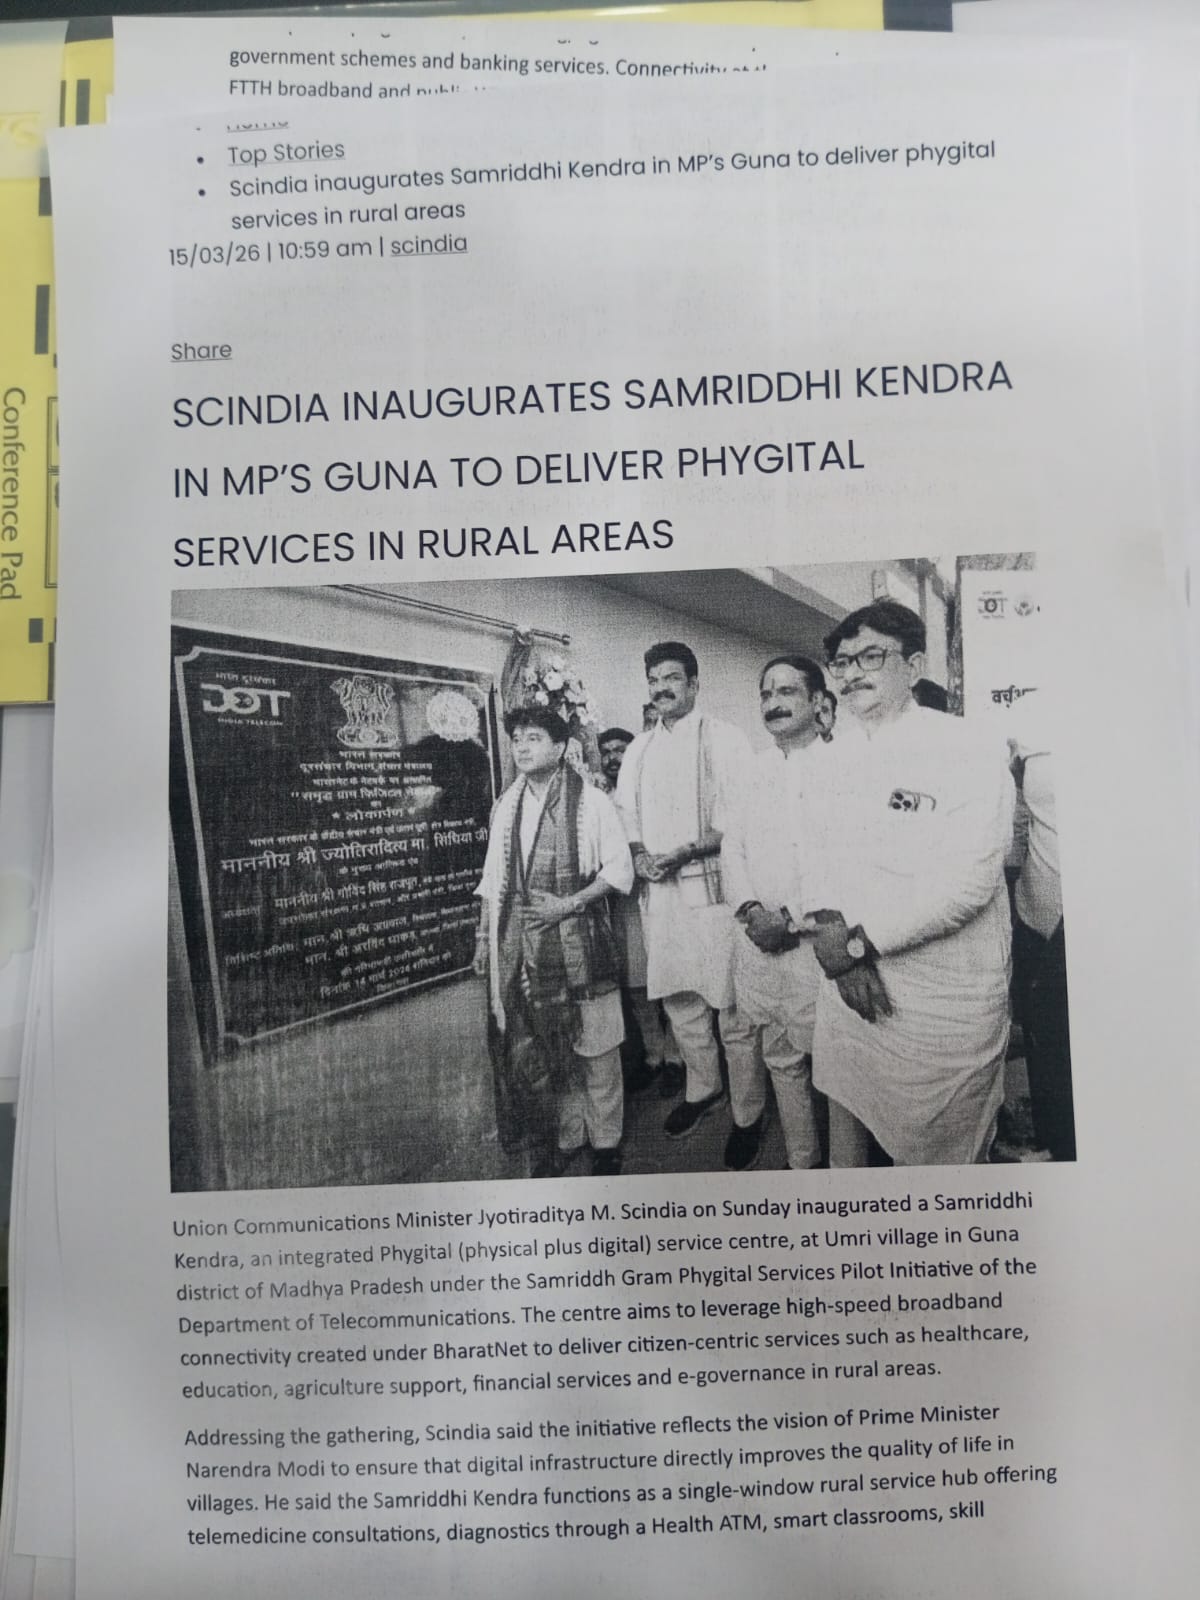 government schemes and banking services.
FTTH broadband and
Top Stories
Scindia inaugurates Samriddhi Kendra in MP's Guna to deliver phygital
services in rural areas
15/03/26 | 10:59 am | scindia
Share
SCINDIA INAUGURATES SAMRIDDHI KENDRA
IN MP'S GUNA TO DELIVER PHYGITAL
SERVICES IN RURAL AREAS
DOT
भारत सरकार
लोकार्पण
माननीय श्री ज्योतिरादित्य मा. सिंधिया जी
माननीय श्री गोविंद सिंह राजपूत,
DOT
Union Communications Minister Jyotiraditya M. Scindia on Sunday inaugurated a Samriddhi
Kendra, an integrated Phygital (physical plus digital) service centre, at Umri village in Guna
district of Madhya Pradesh under the Samriddh Gram Phygital Services Pilot Initiative of the
Department of Telecommunications. The centre aims to leverage high-speed broadband
connectivity created under BharatNet to deliver citizen-centric services such as healthcare,
education, agriculture support, financial services and e-governance in rural areas.
Addressing the gathering, Scindia said the initiative reflects the vision of Prime Minister
Narendra Modi to ensure that digital infrastructure directly improves the quality of life in
villages. He said the Samriddhi Kendra functions as a single-window rural service hub offering
telemedicine consultations, diagnostics through a Health ATM, smart classrooms, skill
Conference Pad